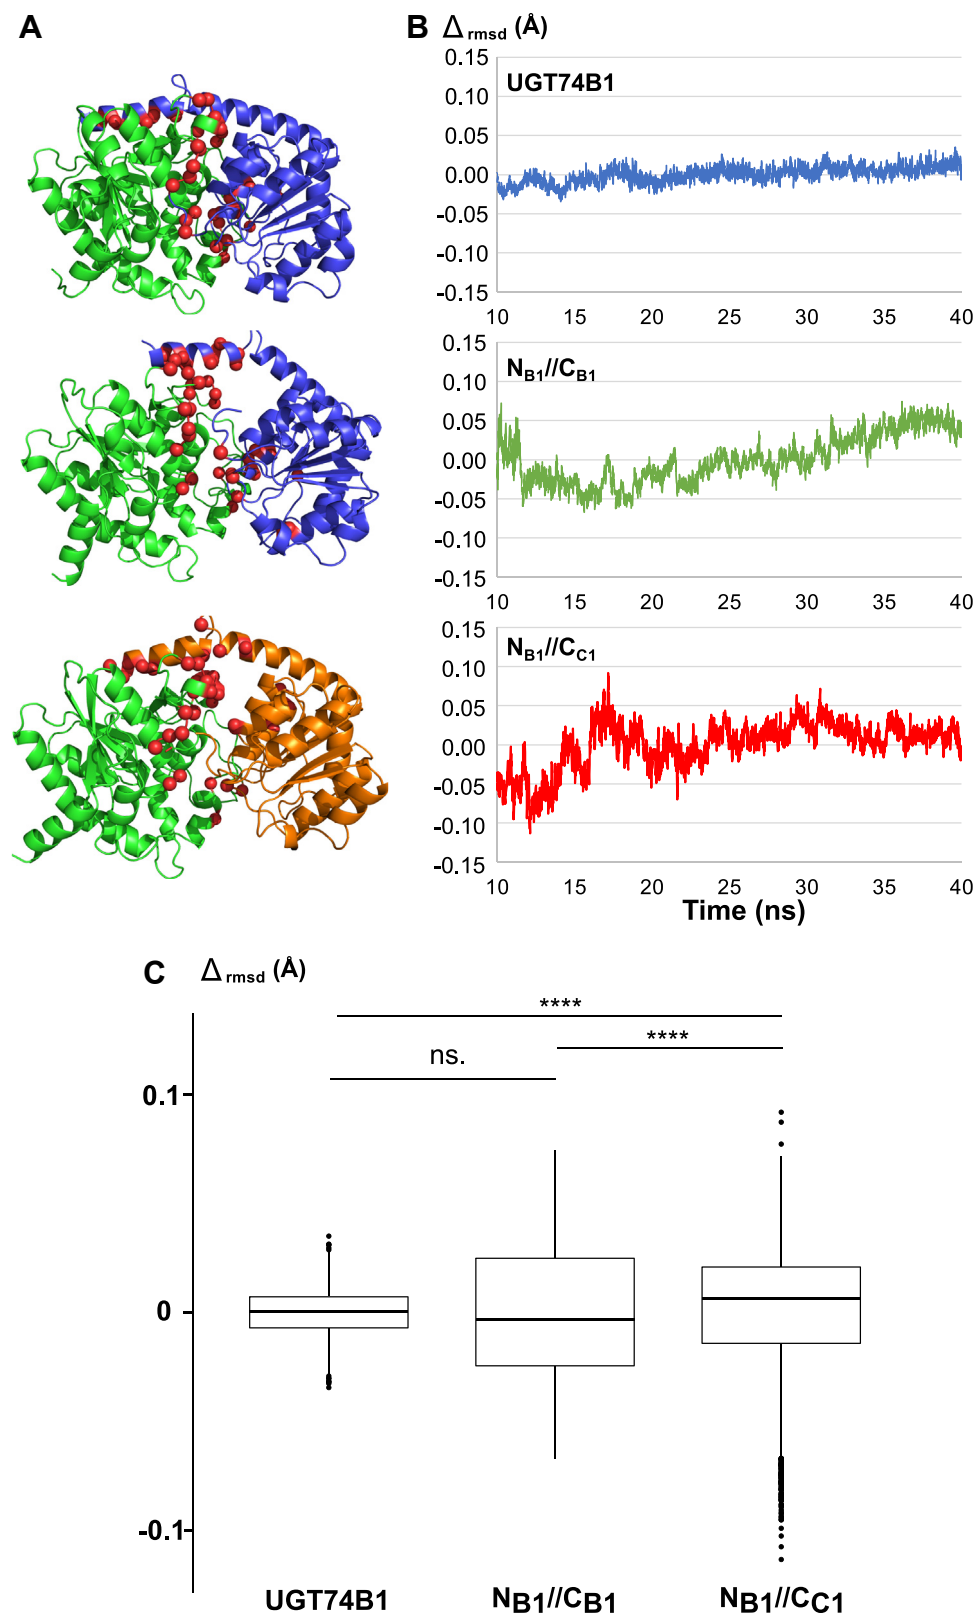 A
B Δ rmsd (Å)
0.15
UGT74B1
0.10
0.05
0.00
-0.05
-0.10
-0.15
10 15 20 25 30 35 40
0.15
NB1//CB1
0.10
0.05
0.00
-0.05
-0.10
-0.15
10 15 20 25 30 35 40
0.15
NB1//CC1
0.10
0.05
0.00
-0.05
-0.10
-0.15
10 15 20 25 30 35 40
Time (ns)
C Δ rmsd (Å)
****
****
ns.
0.1
0
-0.1
UGT74B1 NB1//CB1 NB1//CC1